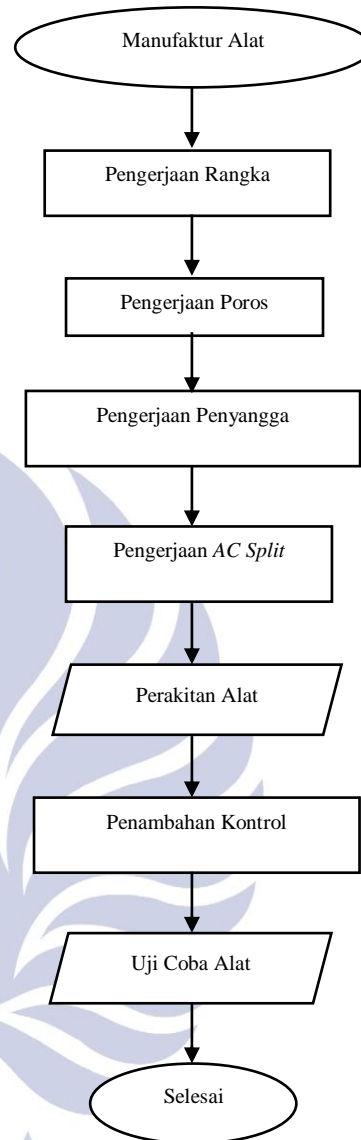 Manufaktur Alat
Pengerjaan Rangka
Pengerjaan Poros
Pengerjaan Penyangga
Pengerjaan AC Split
Perakitan Alat
Penambahan Kontrol
Uji Coba Alat
Selesai